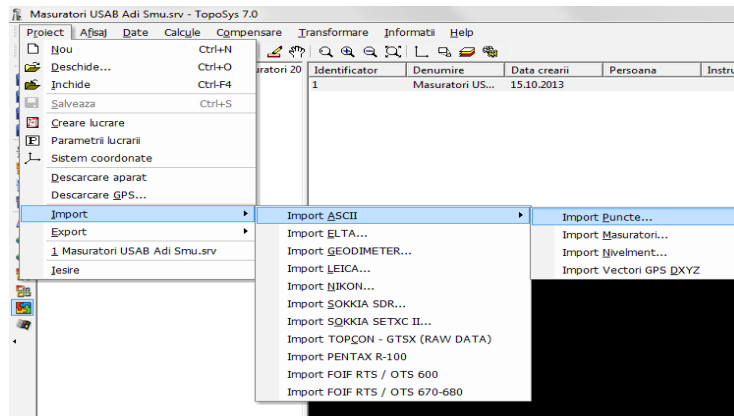 Masuratori USAB Adi Smu.srv - TopoSys 7.0
Proiect Afisaj Date Calcule Compensare Transformare Informatii Help
Nou Ctrl+N
Deschide... Ctrl+O
Inchide Ctrl-F4
Salveaza Ctrl+S
Creare lucrare
Parametrii lucrarii
Sistem coordonate
Descarcare aparat
Descarcare GPS...
Import
Export
1 Masuratori USAB Adi Smu.srv
Iesire
ratori 20 Identificator Denumire Data crearii Persoana Instru
1 Masuratori US... 15.10.2013
Import ASCII
Import ELTA...
Import GEODIMETER...
Import LEICA...
Import NIKON...
Import SOKKIA SDR...
Import SOKKIA SETXC II...
Import TOPCON - GTSX (RAW DATA)
Import PENTAX R-100
Import FOIF RTS / OTS 600
Import FOIF RTS / OTS 670-680
Import Puncte...
Import Masuratori...
Import Nivelment...
Import Vectori GPS DXYZ